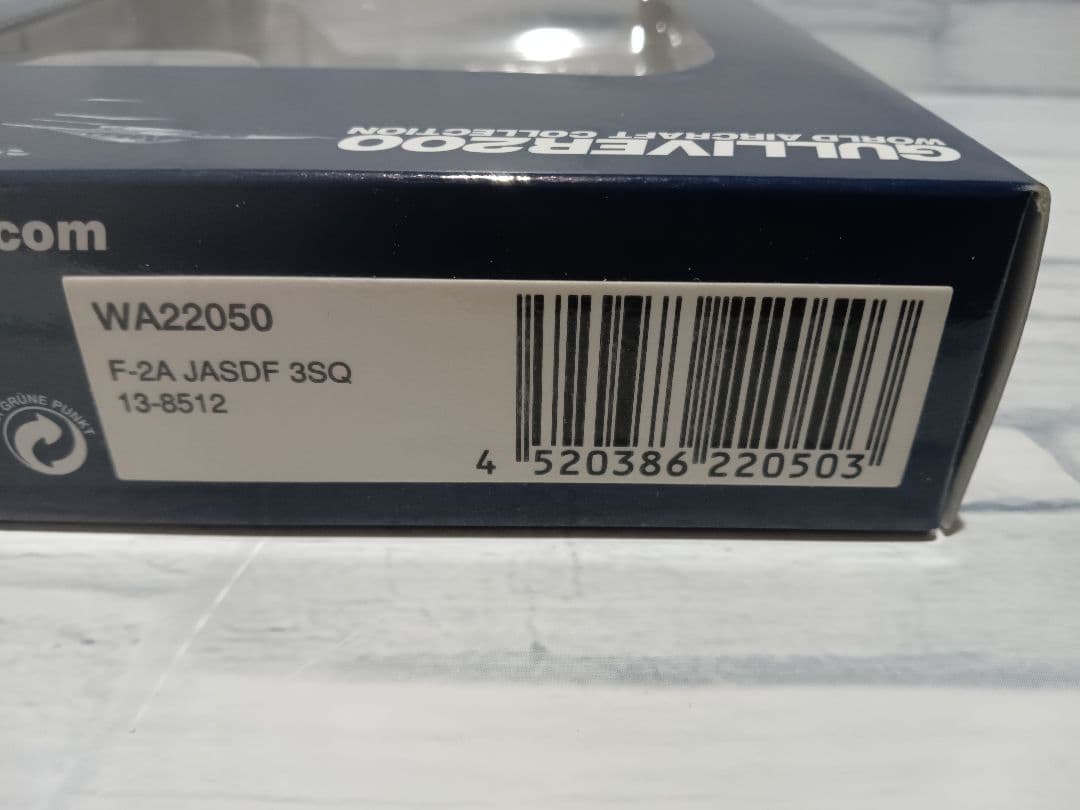 GULLIVER200
WORLD AIRCRAFT COLLECTION
.com
WA22050
F-2A JASDF 3SQ
13-8512
GRÜNE PUNKT
4 520386 220503